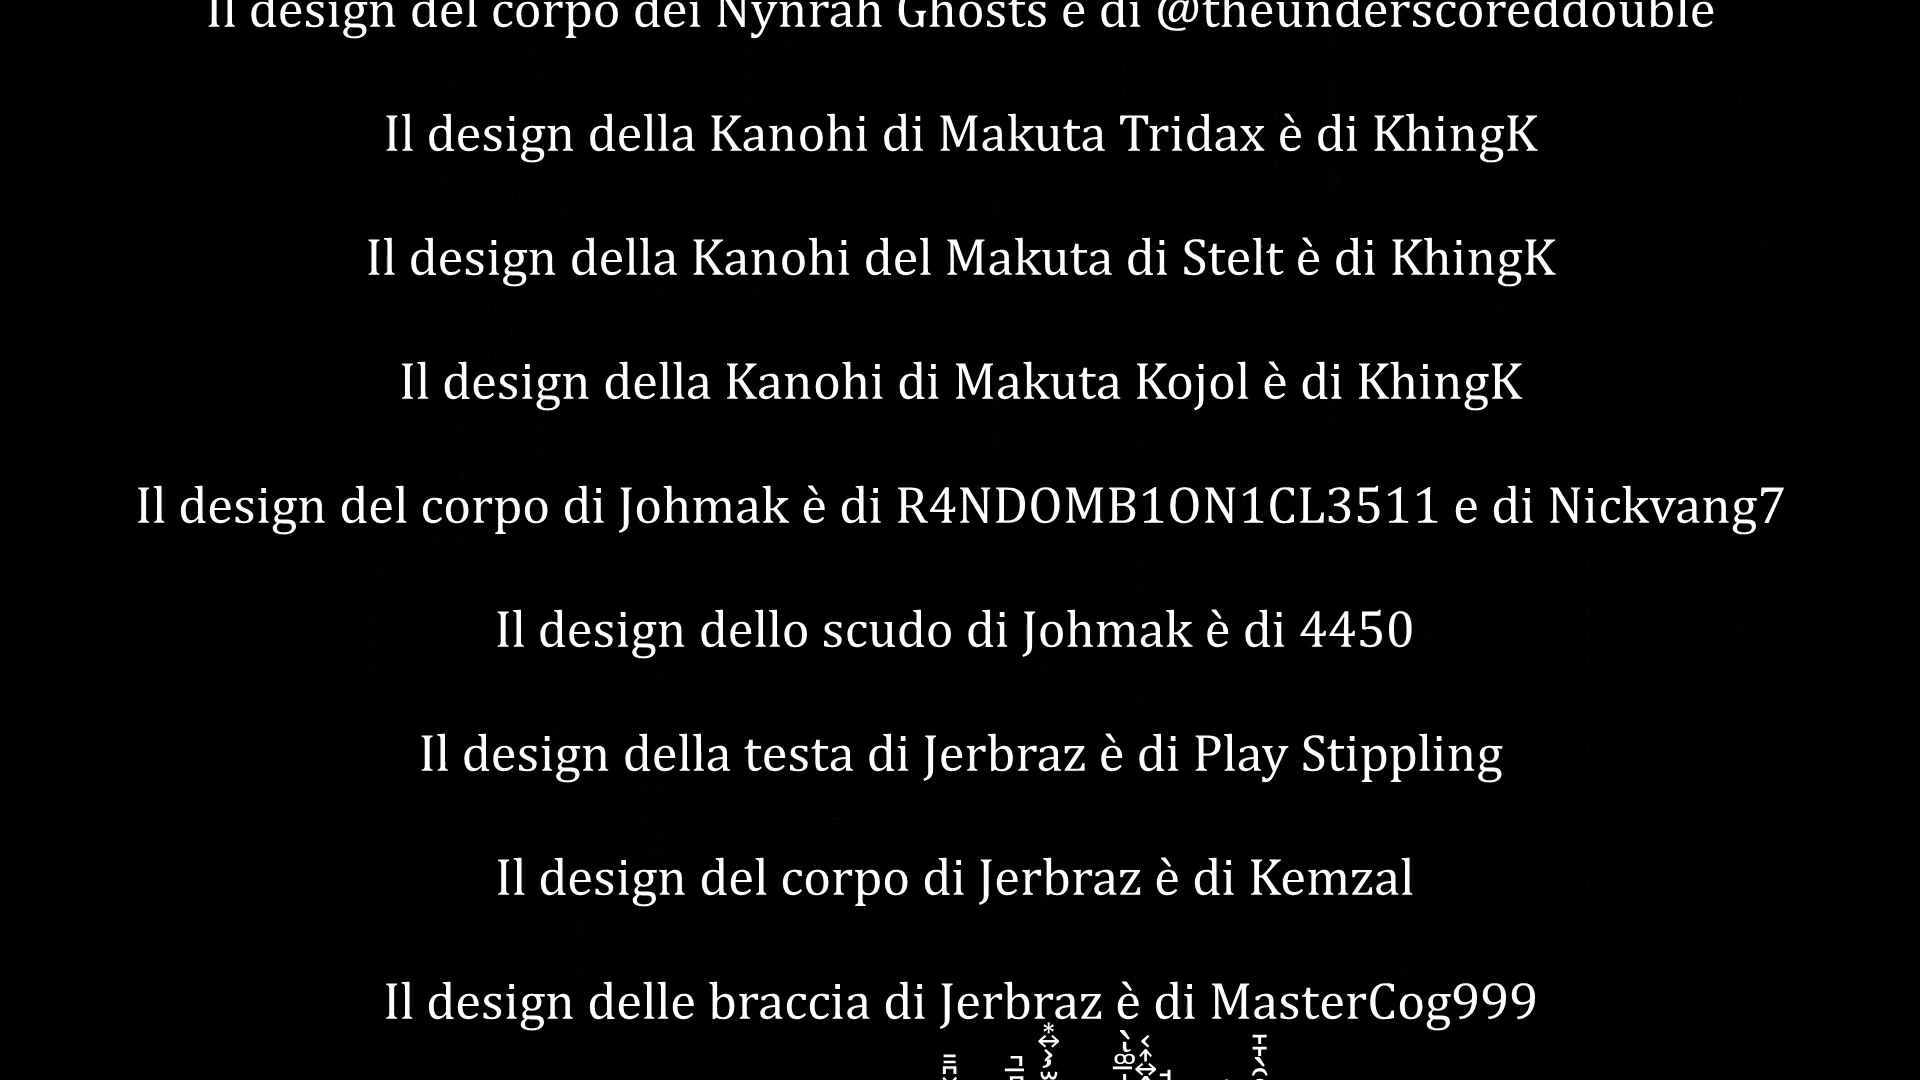 Il design del corpo dei Nynrah Ghosts è di @theunderscoreddouble
Il design della Kanohi di Makuta Tridax è di KhingK
Il design della Kanohi del Makuta di Stelt è di KhingK
Il design della Kanohi di Makuta Kojol è di KhingK
Il design del corpo di Johmak è di R4NDOMB1ON1CL3511 e di Nickvang7
Il design dello scudo di Johmak è di 4450
Il design della testa di Jerbraz è di Play Stippling
Il design del corpo di Jerbraz è di Kemzal
Il design delle braccia di Jerbraz è di MasterCog999